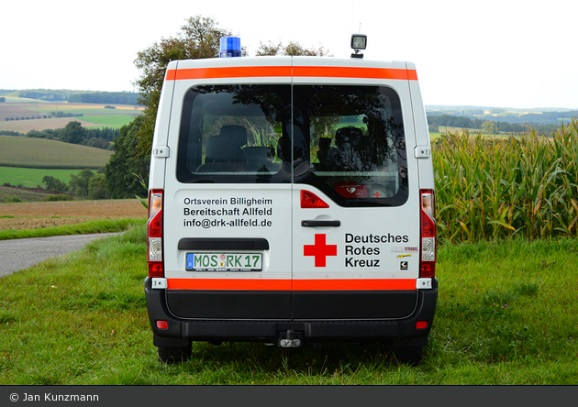 Ortsverein Billigheim
Bereitschaft Allfeld
info@drk-allfeld.de
Deutsches
Rotes
Kreuz
MOS RK 17
© Jan Kunzmann